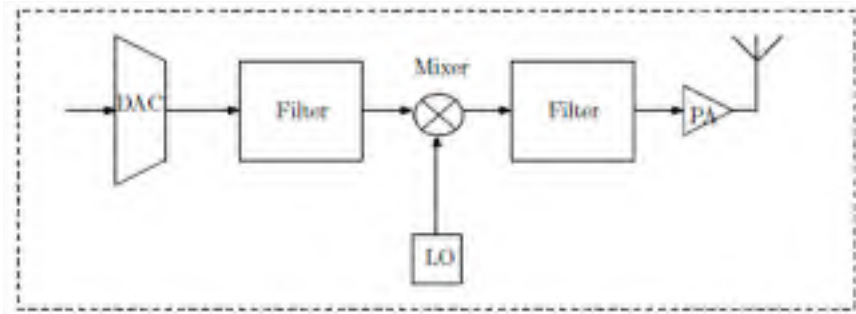 Mixer
DAC
Filter
Filter
PA
LO